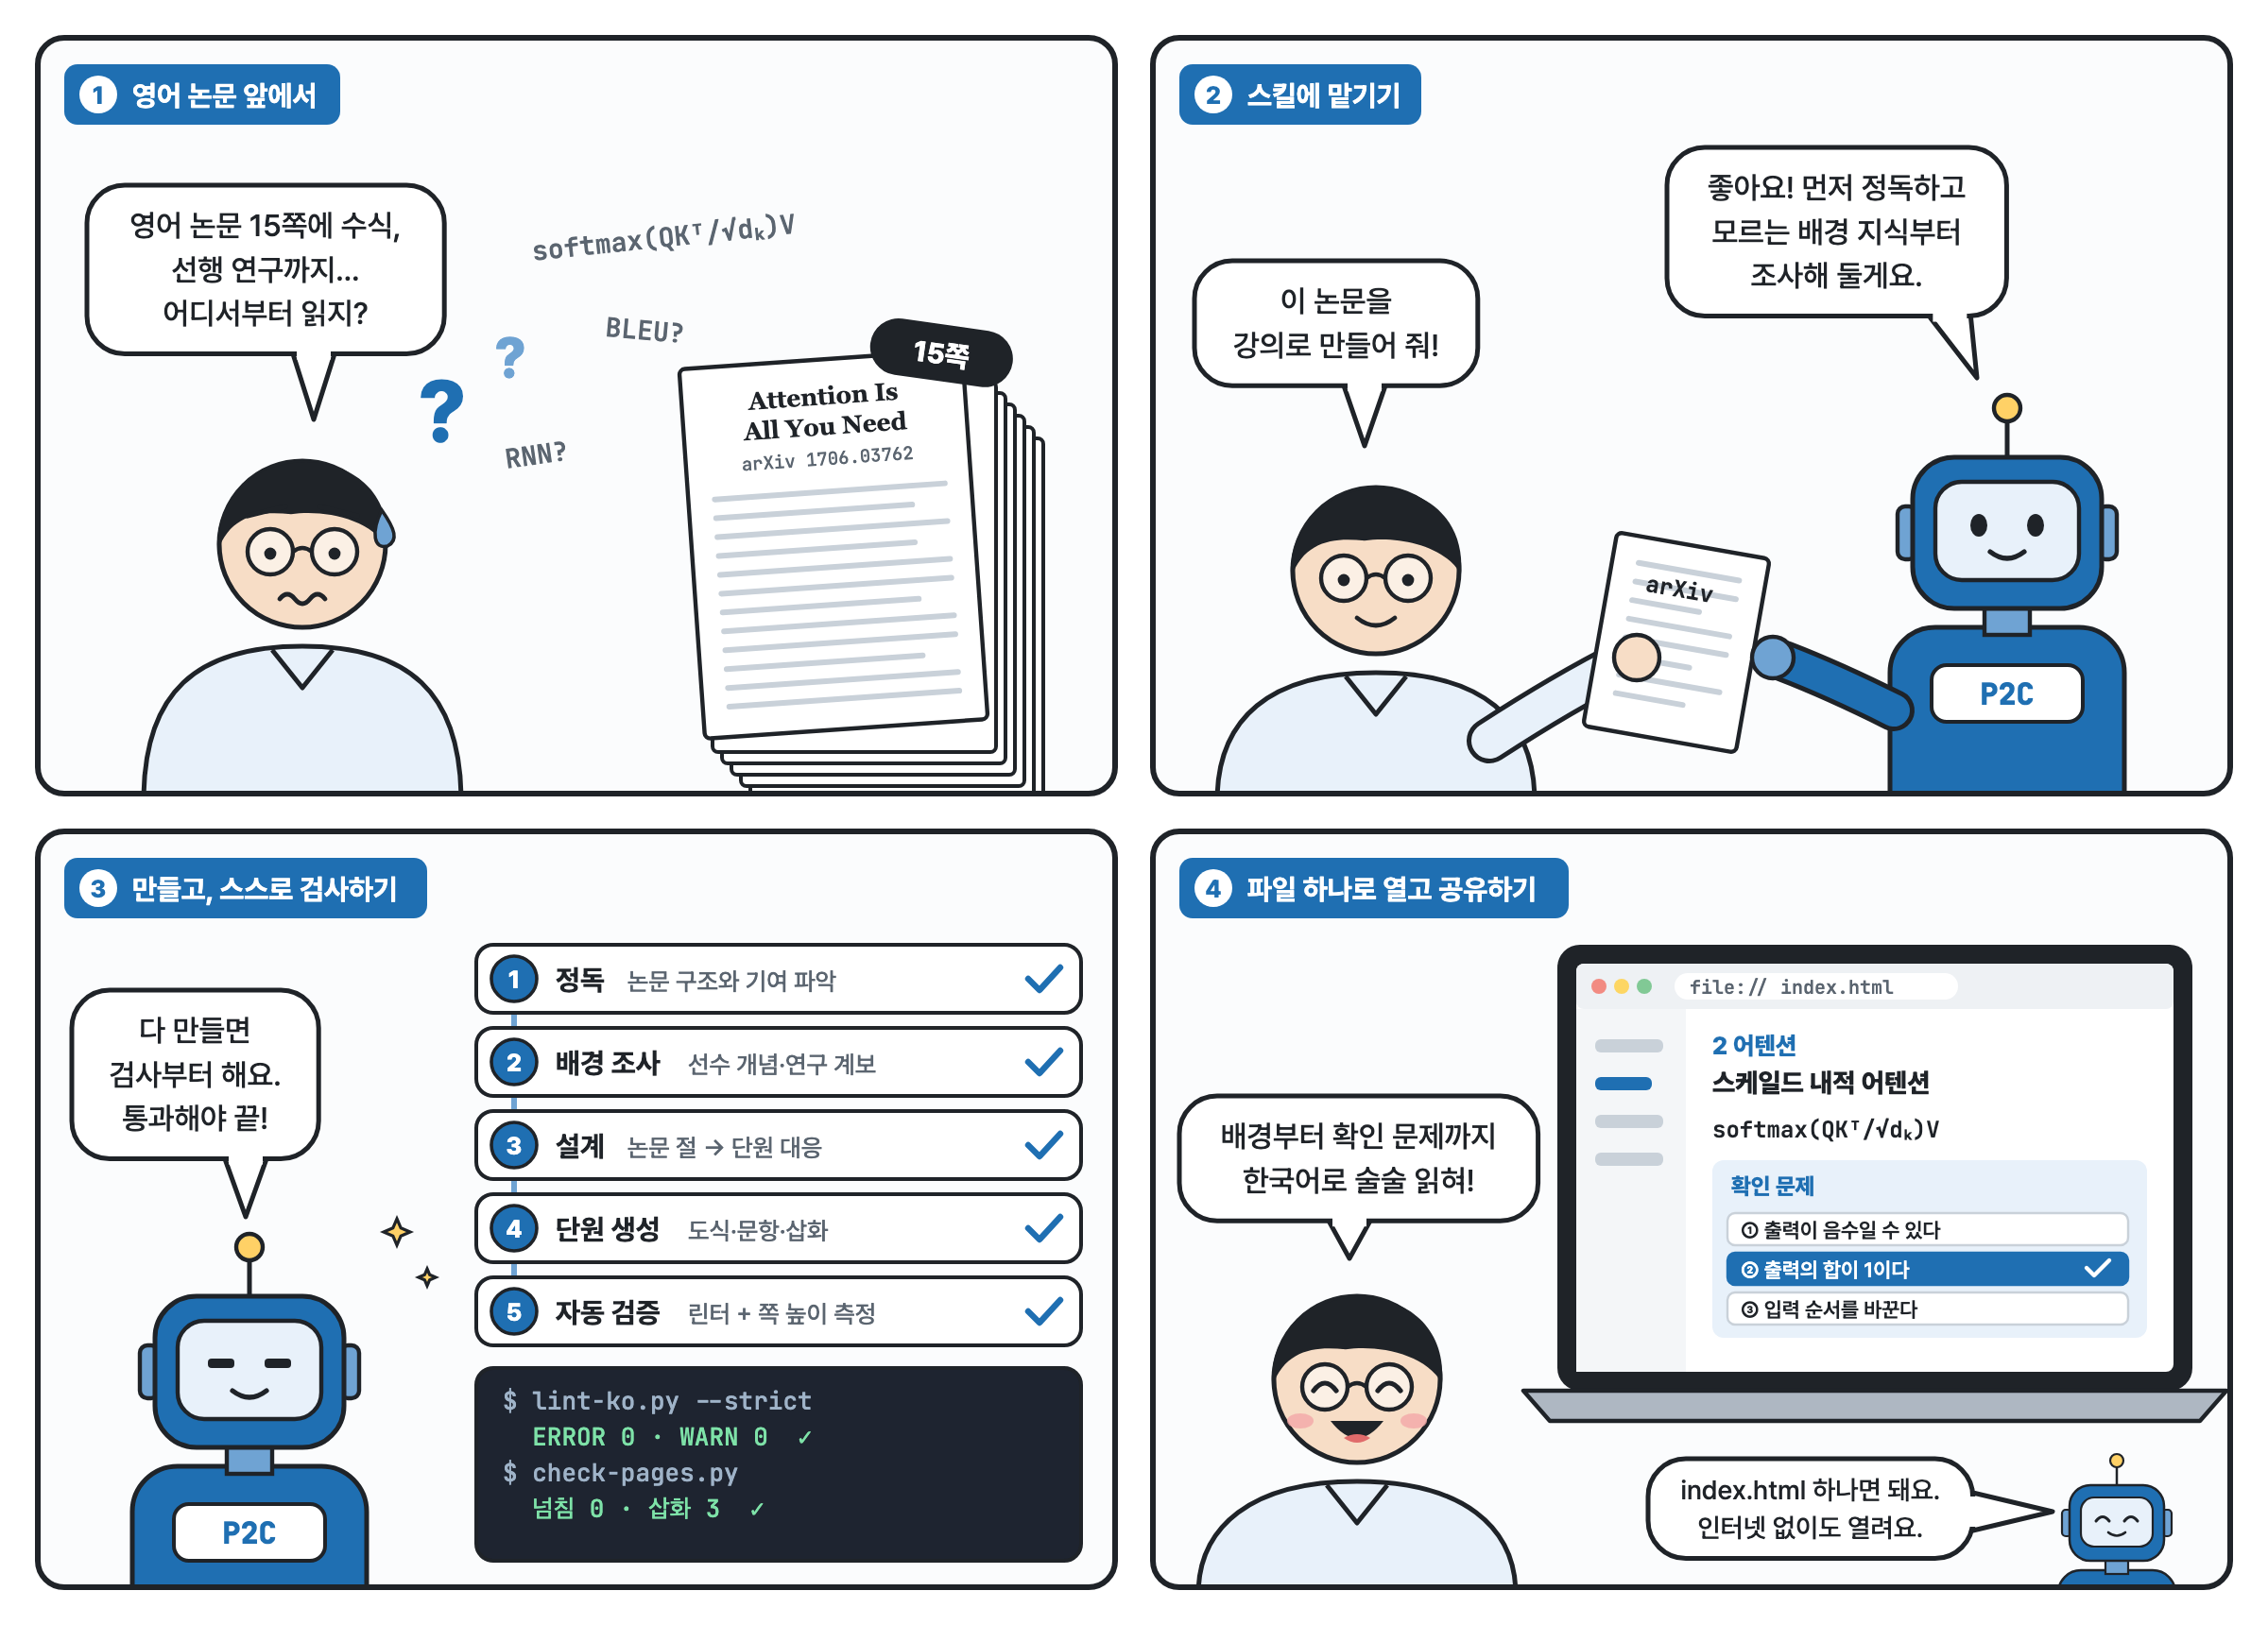 1 영어 논문 앞에서
영어 논문 15쪽에 수식,
선행 연구까지...
어디서부터 읽지?
softmax(QKᵀ/√dₖ)V
BLEU?
?
?
RNN?
15쪽
Attention Is
All You Need
arXiv 1706.03762
2 스킬에 맡기기
이 논문을
강의로 만들어 줘!
좋아요! 먼저 정독하고
모르는 배경 지식부터
조사해 둘게요.
arXiv
P2C
3 만들고, 스스로 검사하기
다 만들면
검사부터 해요.
통과해야 끝!
P2C
1 정독 논문 구조와 기여 파악
2 배경 조사 선수 개념·연구 계보
3 설계 논문 절 → 단원 대응
4 단원 생성 도식·문항·삽화
5 자동 검증 린터 + 쪽 높이 측정
$ lint-ko.py --strict
ERROR 0 · WARN 0 ✓
$ check-pages.py
넘침 0 · 삽화 3 ✓
4 파일 하나로 열고 공유하기
배경부터 확인 문제까지
한국어로 술술 읽혀!
file:// index.html
2 어텐션
스케일드 내적 어텐션
softmax(QKᵀ/√dₖ)V
확인 문제
① 출력이 음수일 수 있다
② 출력의 합이 1이다
③ 입력 순서를 바꾼다
index.html 하나면 돼요.
인터넷 없이도 열려요.